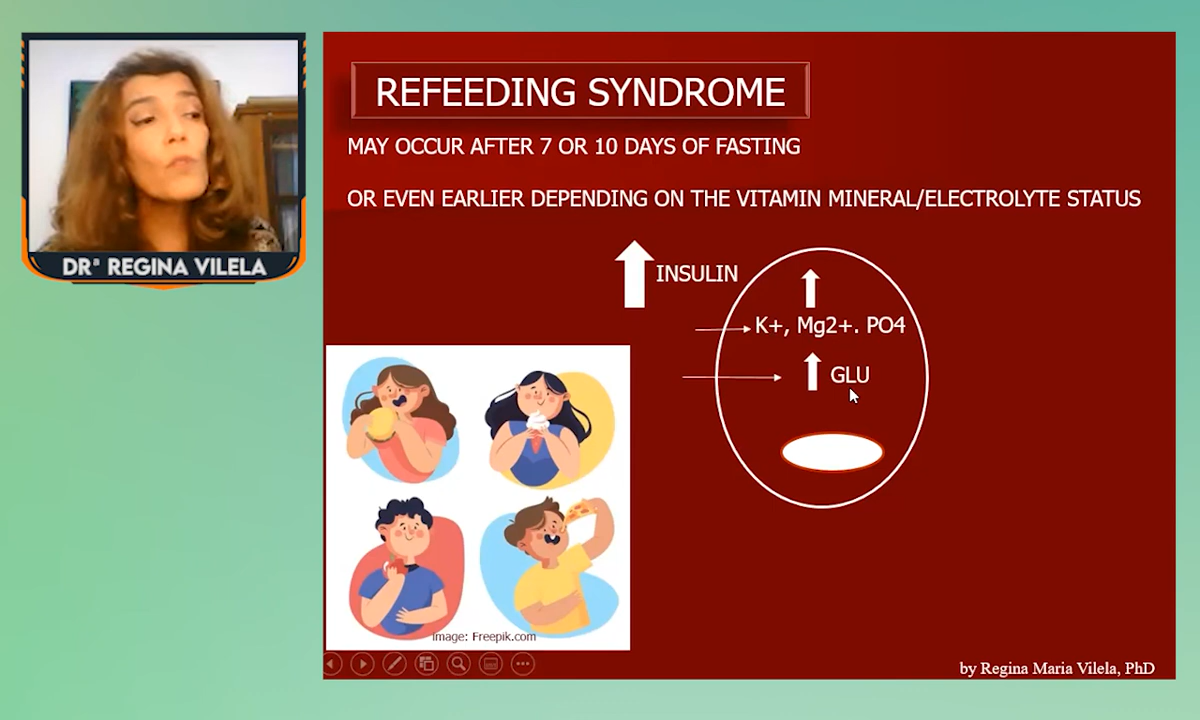 DRª REGINA VILELA
REFEEDING SYNDROME
MAY OCCUR AFTER 7 OR 10 DAYS OF FASTING
OR EVEN EARLIER DEPENDING ON THE VITAMIN MINERAL/ELECTROLYTE STATUS
INSULIN
K+, Mg2+. PO4
GLU
Image: Freepik.com
by Regina Maria Vilela, PhD